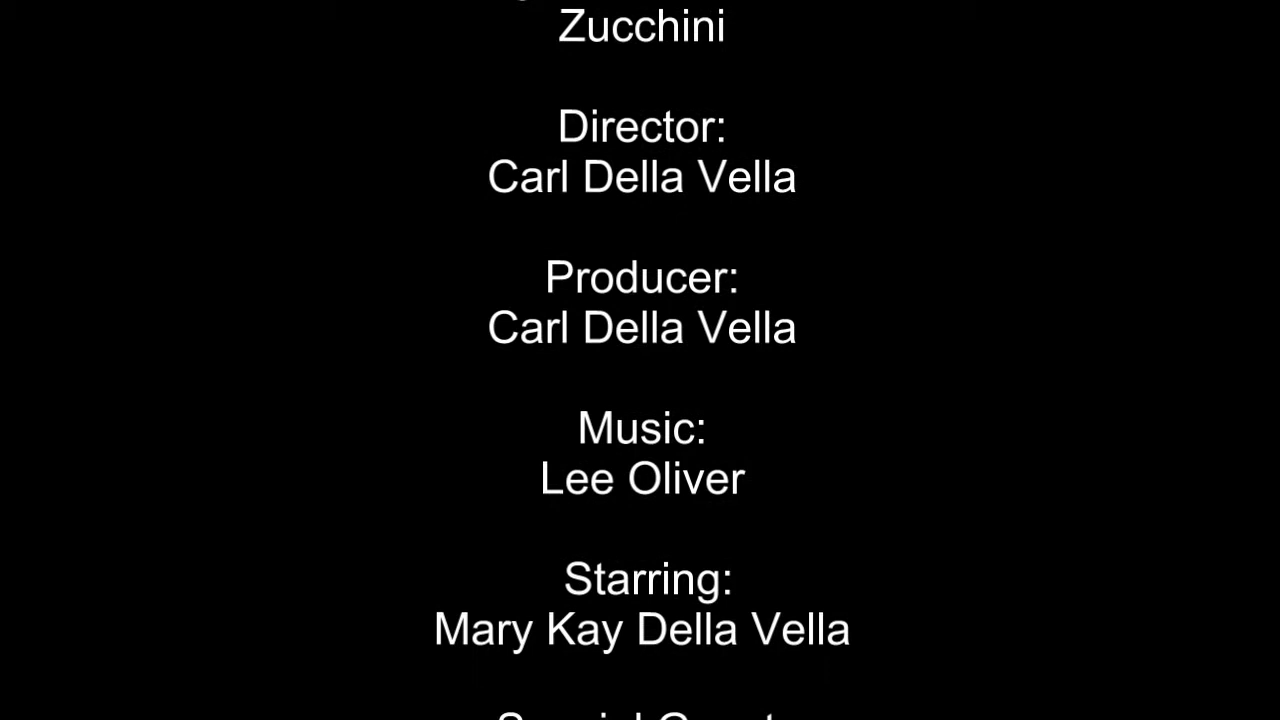 Zucchini
Director:
Carl Della Vella
Producer:
Carl Della Vella
Music:
Lee Oliver
Starring:
Mary Kay Della Vella